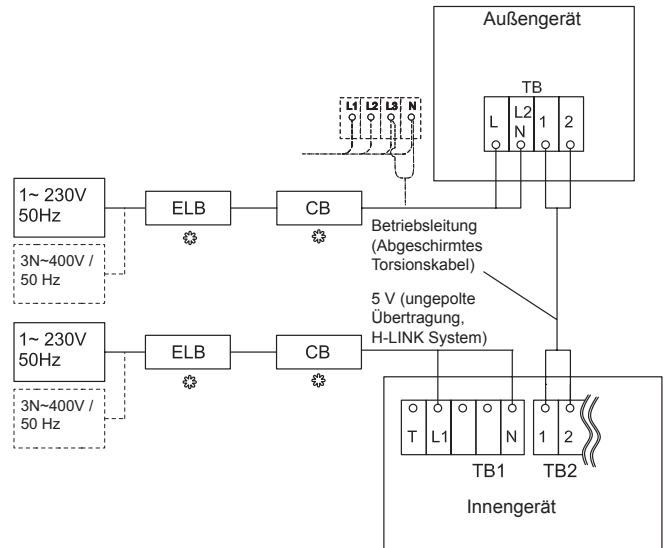 Außengerät
TB
L
L2
N
1
2
L1
L2
L3
N
1~ 230V
50Hz
ELB
CB
3N~400V /
50 Hz
Betriebsleitung
(Abgeschirmtes
Torsionskabel)
5 V (ungepolte
Übertragung,
H-LINK System)
1~ 230V
50Hz
ELB
CB
3N~400V /
50 Hz
T
L1
N
1
2
TB1
TB2
Innengerät